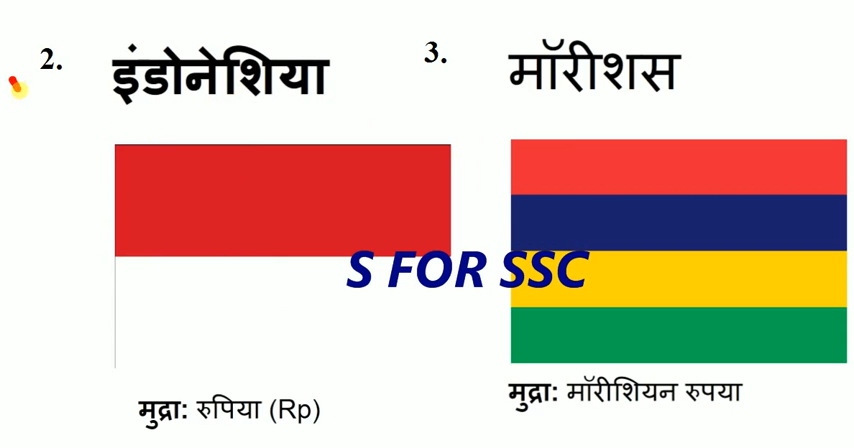 2.
इंडोनेशिया
3.
मॉरीशस
S FOR SSC
मुद्रा: रुपिया (Rp)
मुद्रा: मॉरीशियन रुपया